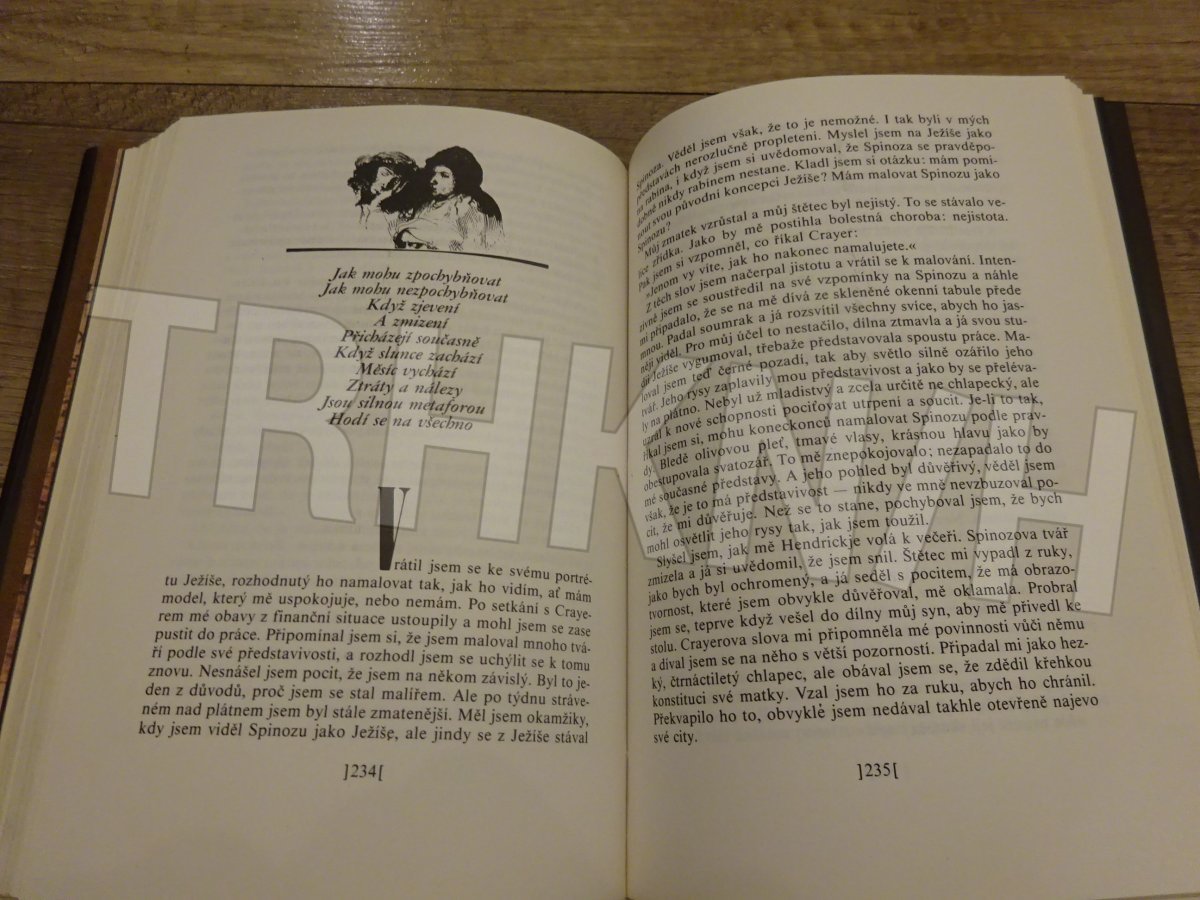 Jak mohu zpochybňovat
Jak mohu nezpochybňovat
Když zjevení
A zmizení
Přicházejí současně
Když slunce zachází
Měsíc vychází
Ztráty a nálezy
Jsou silnou metaforou
Hodí se na všechno
Vrátil jsem se ke svému portré-
tu Ježíše, rozhodnutý ho namalovat tak, jak ho vidím, ať mám
model, který mě uspokojuje, nebo nemám. Po setkání s Craye-
rem mé obavy z finanční situace ustoupily a mohl jsem se zase
pustit do práce. Připomínal jsem si, že jsem maloval mnoho tvá-
ří podle své představivosti, a rozhodl jsem se uchýlit se k tomu
znovu. Nesnášel jsem pocit, že jsem na někom závislý. Byl to je-
den z důvodů, proč jsem se stal malířem. Ale po týdnu stráve-
ném nad plátnem jsem byl stále zmatenější. Měl jsem okamžiky,
kdy jsem viděl Spinozu jako Ježíše, ale jindy se z Ježíše stával
]234[
Spinoza. Věděl jsem však, že to je nemožné. I tak byli v mých
představách nerozlučně propleteni. Myslel jsem na Ježíše jako
na rabína, i když jsem si uvědomoval, že Spinoza se pravděpo-
dobně nikdy rabínem nestane. Kladl jsem si otázku: mám pomi-
nout svou původní koncepci Ježíše? Mám malovat Spinozu jako
Spinozu?
Můj zmatek vzrůstal a můj štětec byl nejistý. To se stávalo ve-
lice zřídka. Jako by mě postihla bolestná choroba: nejistota.
Pak jsem si vzpomněl, co říkal Crayer:
„Jenom vy víte, jak ho nakonec namalujete.“
Z těch slov jsem načerpal jistotu a vrátil se k malování. Inten-
zivně jsem se soustředil na své vzpomínky na Spinozu a náhle
mi připadalo, že se na mě dívá ze skleněné okenní tabule přede
mnou. Padal soumrak a já rozsvítil všechny svíce, abych ho jas-
něji viděl. Pro můj účel to nestačilo, dílna ztmavla a já svou stu-
dii Ježíše vygumoval, třebaže představovala spoustu práce. Ma-
loval jsem teď černé pozadí, tak aby světlo silně ozářilo jeho
tvář. Jeho rysy zaplavily mou představivost a jako by se přeléva-
ly na plátno. Nebyl už mladistvý a zcela určitě ne chlapecký, ale
uzrál k nové schopnosti pociťovat utrpení a soucit. Je-li to tak,
říkal jsem si, mohu koneckonců namalovat Spinozu podle prav-
dy.
Bledě olivovou pleť, tmavé vlasy, krásnou hlavu jako by
obestupovala svatozář. To mě znepokojovalo; nezapadalo to do
mé současné představy. A jeho pohled byl důvěřivý, věděl jsem
však, že je to má představivost — nikdy ve mně nevzbuzoval po-
cit, že mi důvěřuje. Než se to stane, pochyboval jsem, že bych
mohl osvětlit jeho rysy tak, jak jsem toužil.
Slyšel jsem, jak mě Hendrickje volá k večeři. Spinozova tvář
zmizela a já si uvědomil, že jsem snil. Štětec mi vypadl z ruky,
jako bych byl ochromený, a já seděl s pocitem, že má obrazo-
tvornost, které jsem obvykle důvěřoval, mě oklamala. Probral
jsem se, teprve když vešel do dílny můj syn, aby mě přivedl ke
stolu. Crayerova slova mi připomněla mé povinnosti vůči němu
a díval jsem se na něho s větší pozorností. Připadal mi jako hez-
ký, čtrnáctiletý chlapec, ale obával jsem se, že zdědil křehkou
konstituci své matky. Vzal jsem ho za ruku, abych ho chránil.
Překvapilo ho to, obvykle jsem nedával takhle otevřeně najevo
své city.
]235[